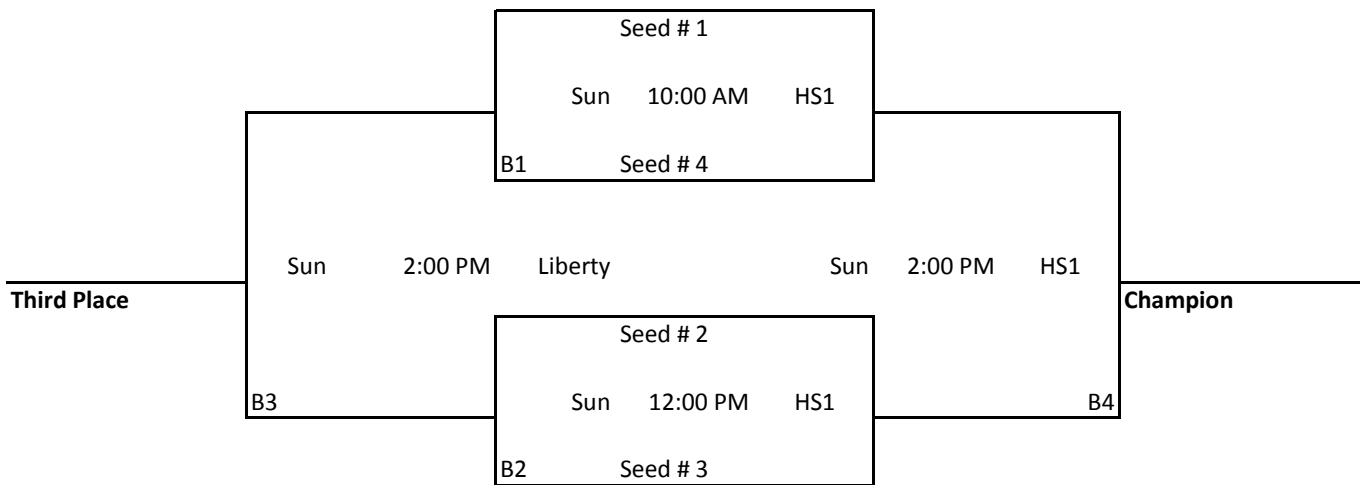 Seed # 1
Sun 10:00 AM HS1
B1 Seed # 4
Sun 2:00 PM Liberty Sun 2:00 PM HS1
Third Place Champion
Seed # 2
B3 Sun 12:00 PM HS1 B4
B2 Seed # 3